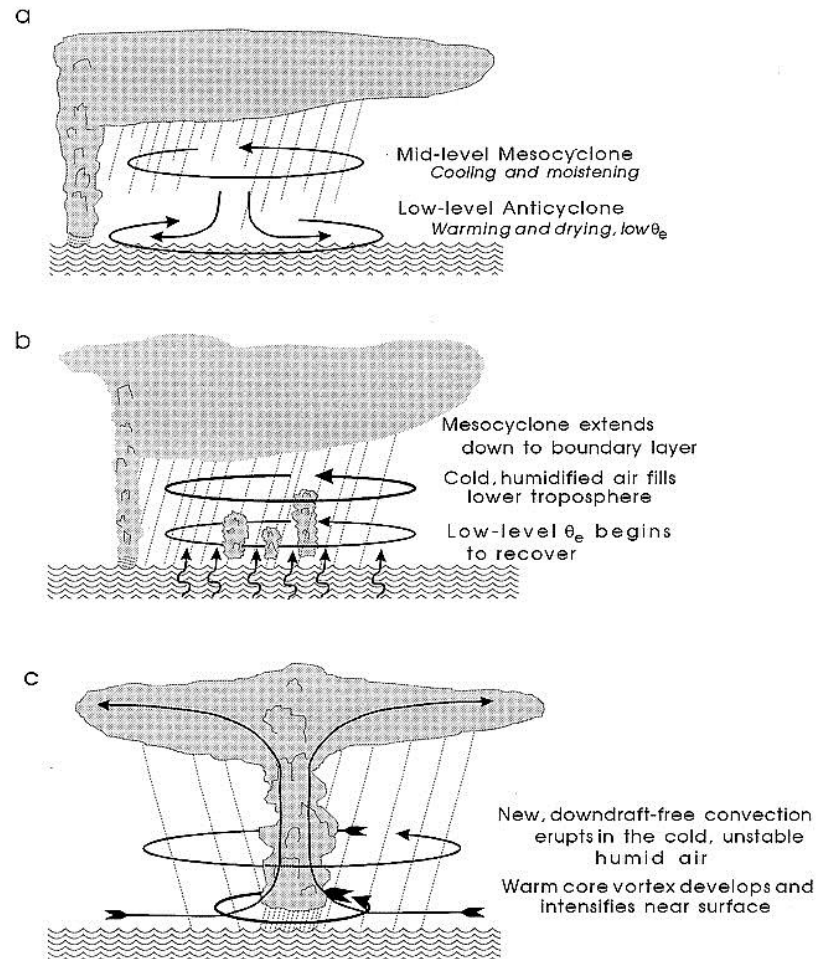 a
Mid-level Mesocyclone
Cooling and moistening
Low-level Anticyclone
Warming and drying, low θe
b
Mesocyclone extends
down to boundary layer
Cold, humidified air fills
lower troposphere
Low-level θe begins
to recover
c
New, downdraft-free convection
erupts in the cold, unstable
humid air
Warm core vortex develops and
intensifies near surface